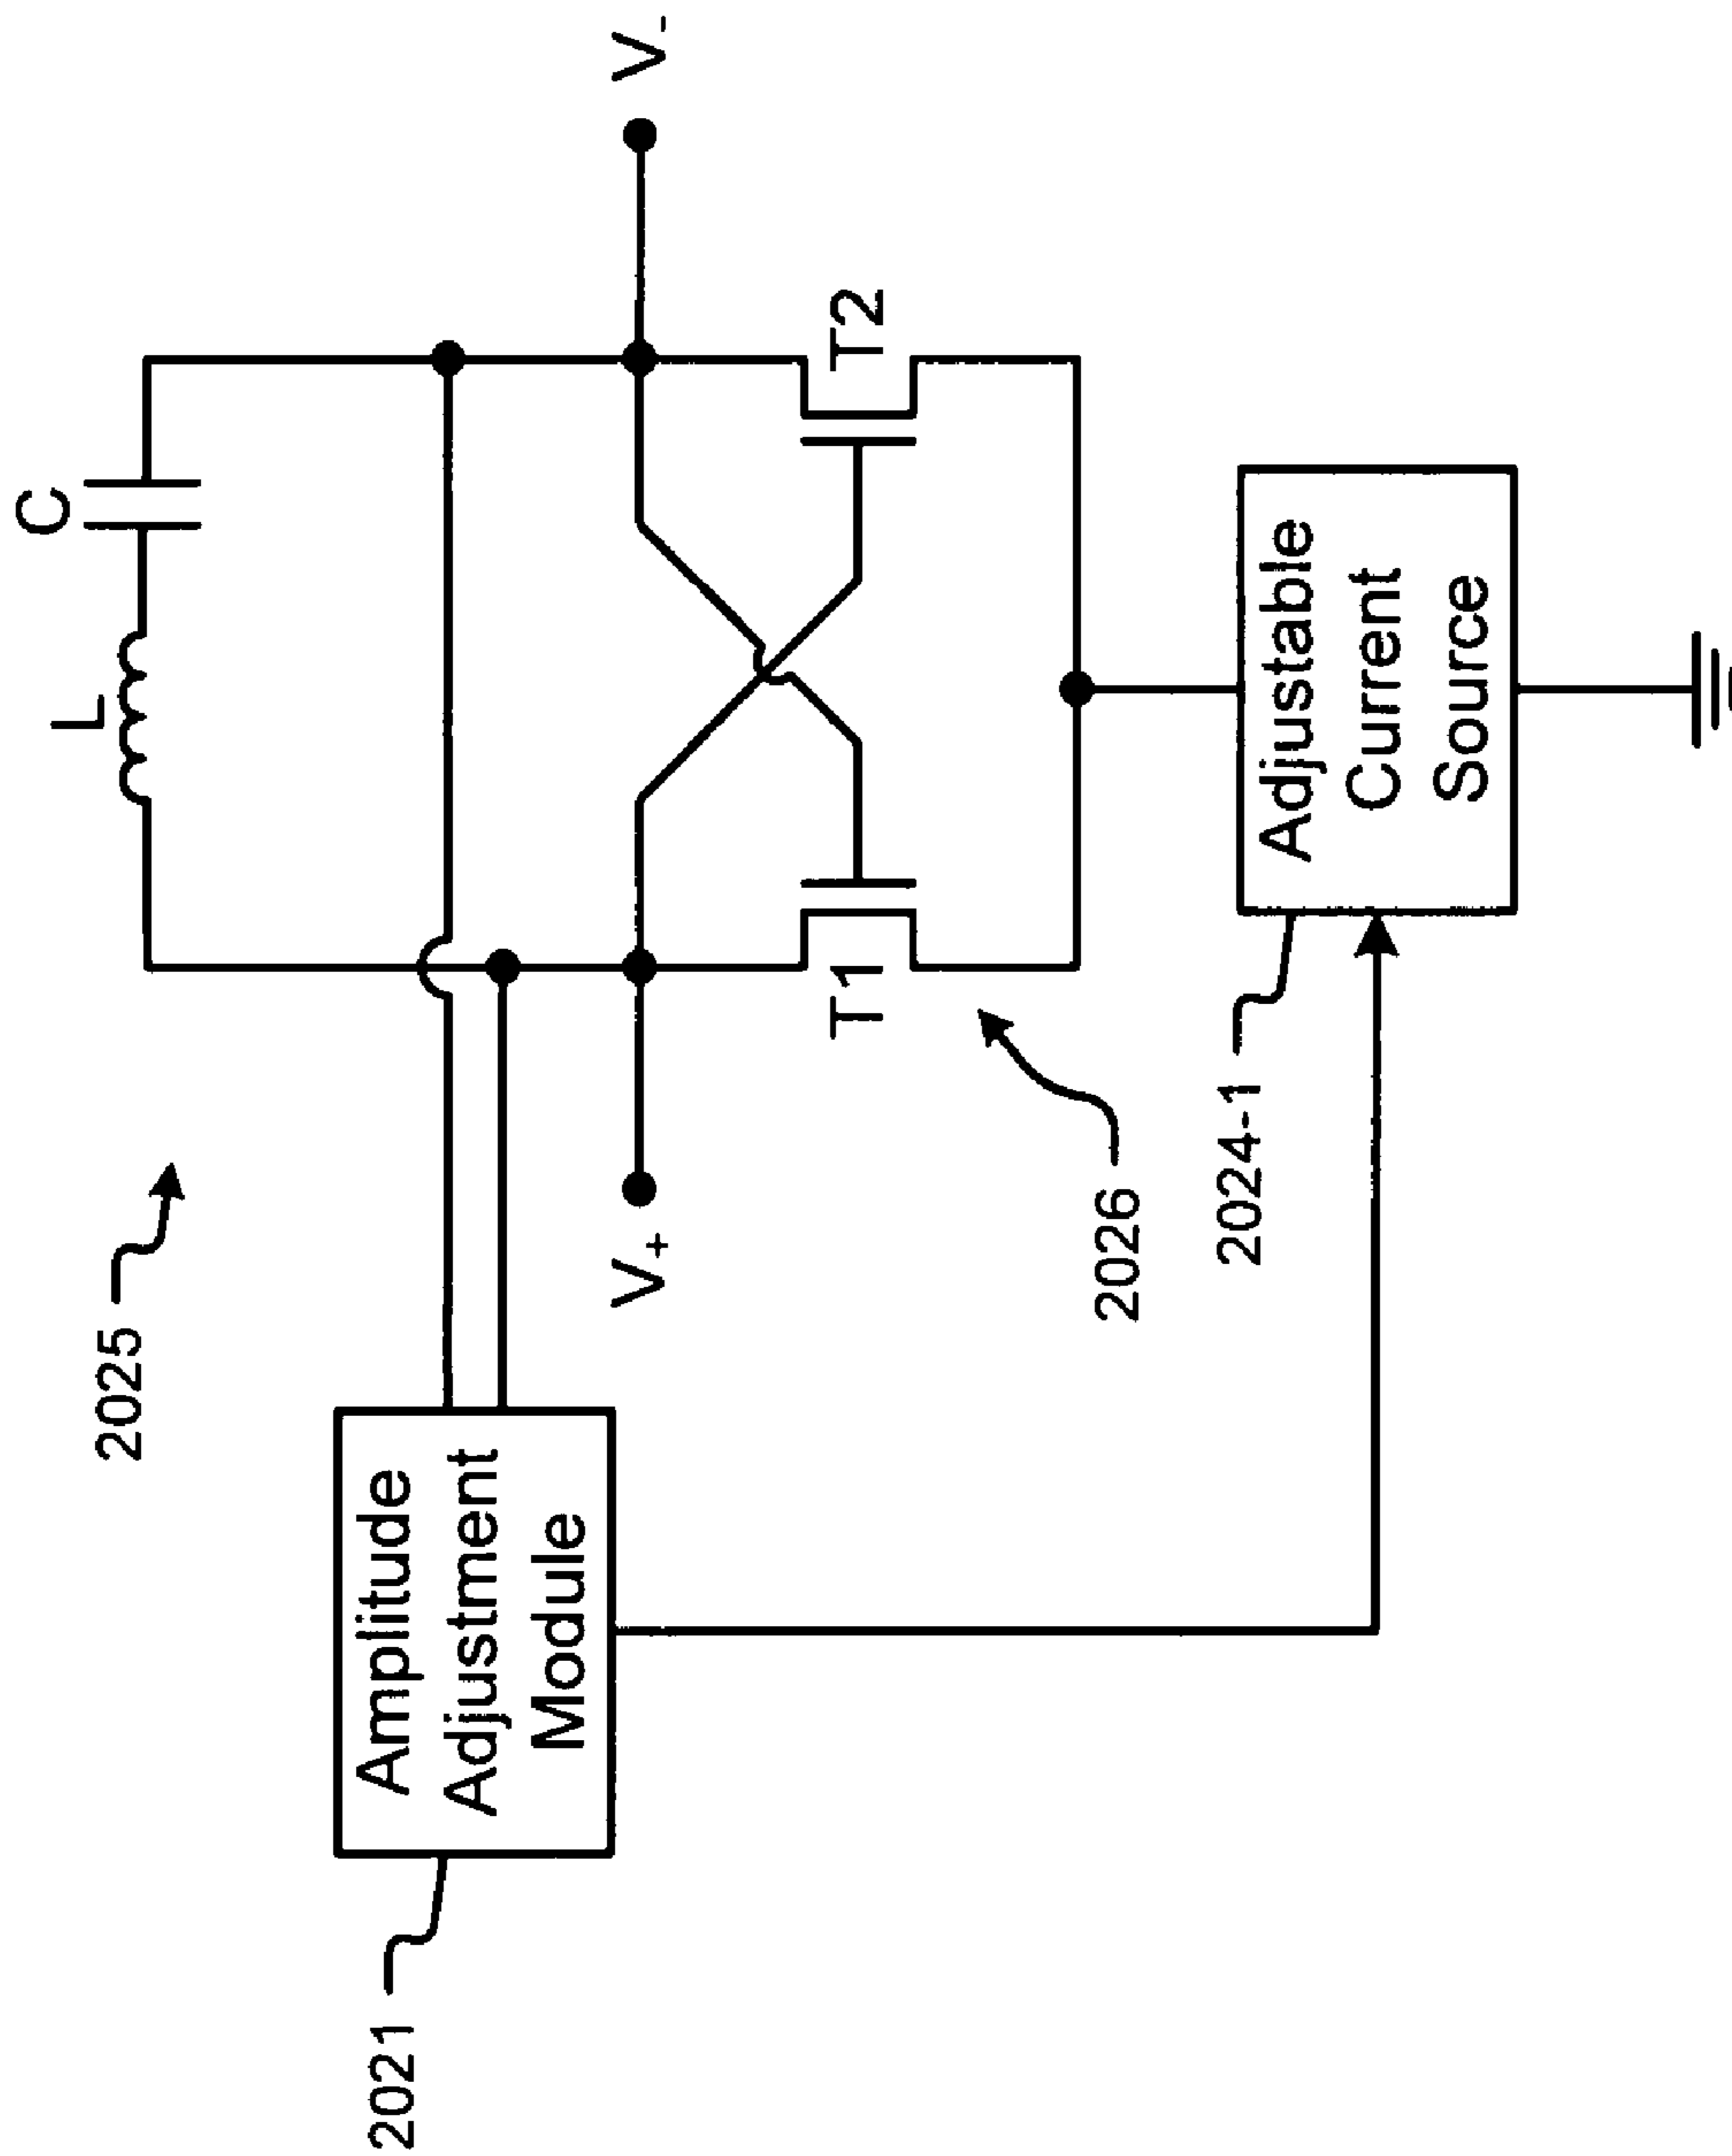 2025
L
C
2021
Amplitude
Adjustment
Module
V+
V-
T1
T2
2026
2024-1
Adjustable
Current
Source